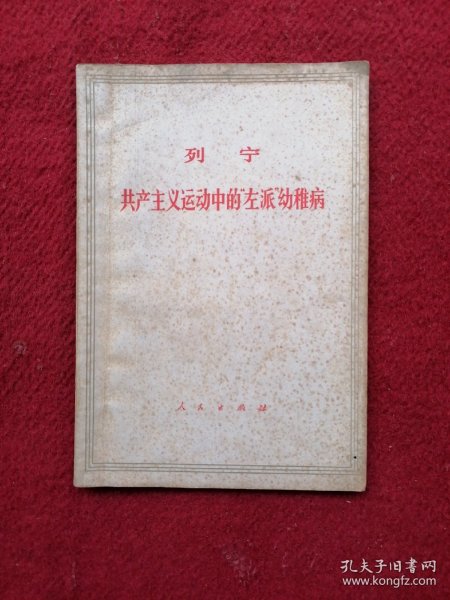 列 宁
共产主义运动中的“左派”幼稚病
人民出版社
孔夫子旧书网
www.kongfz.com